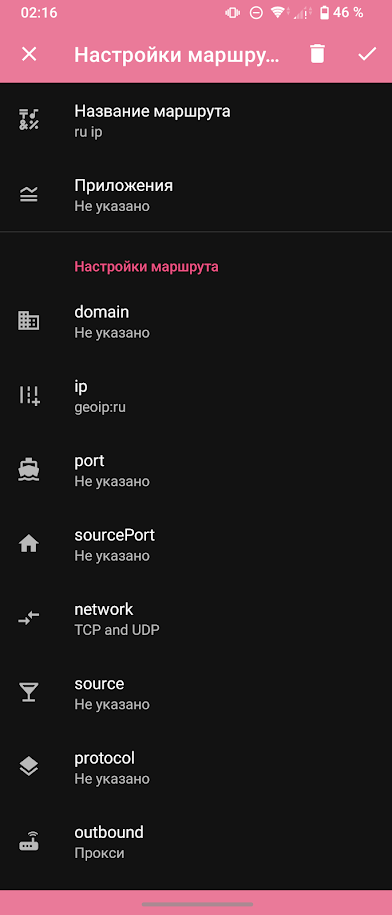 02:16
46 %
Настройки маршру...
Название маршрута
ru ip
Приложения
Не указано
Настройки маршрута
domain
Не указано
ip
geoip:ru
port
Не указано
sourcePort
Не указано
network
TCP and UDP
source
Не указано
protocol
Не указано
outbound
Прокси